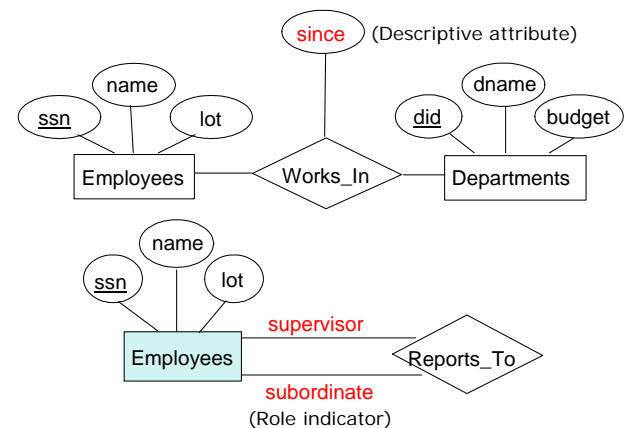 since (Descriptive attribute)
name dname
ssn lot did budget
Employees Works_In Departments
name
ssn lot
supervisor
Employees Reports_To
subordinate
(Role indicator)